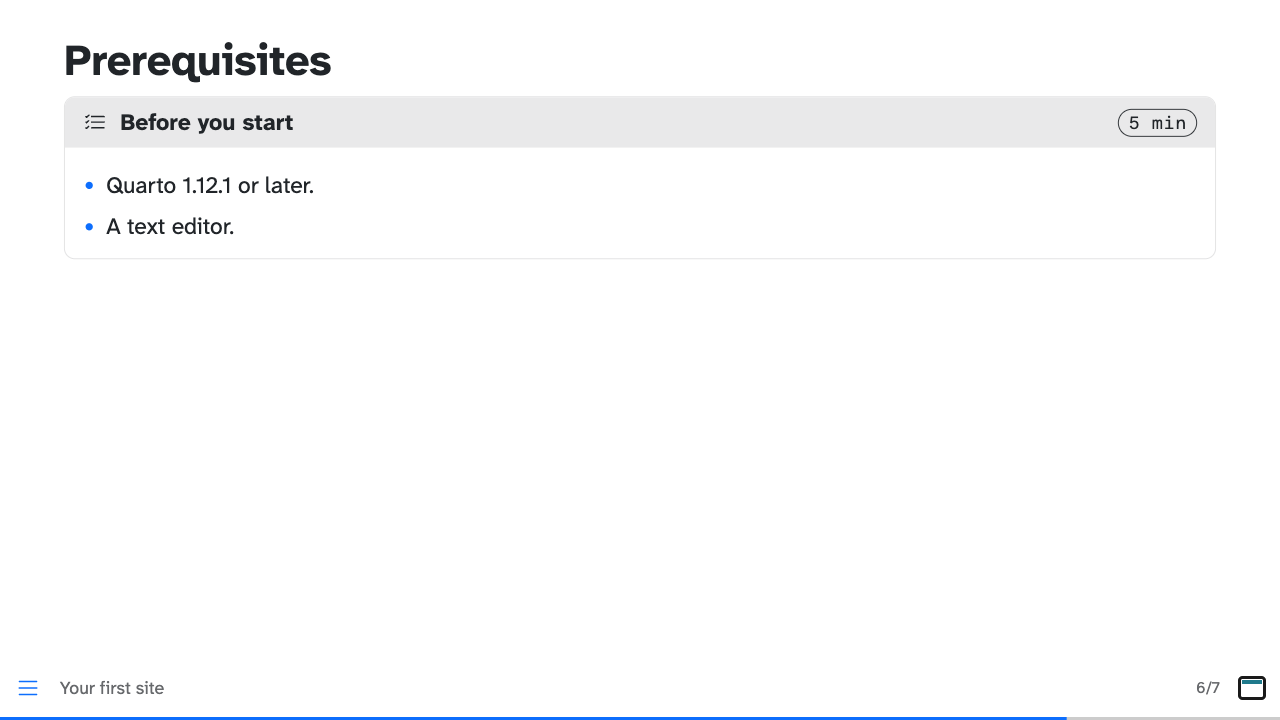 Prerequisites
Before you start
5 min
Quarto 1.12.1 or later.
A text editor.
Your first site
6/7